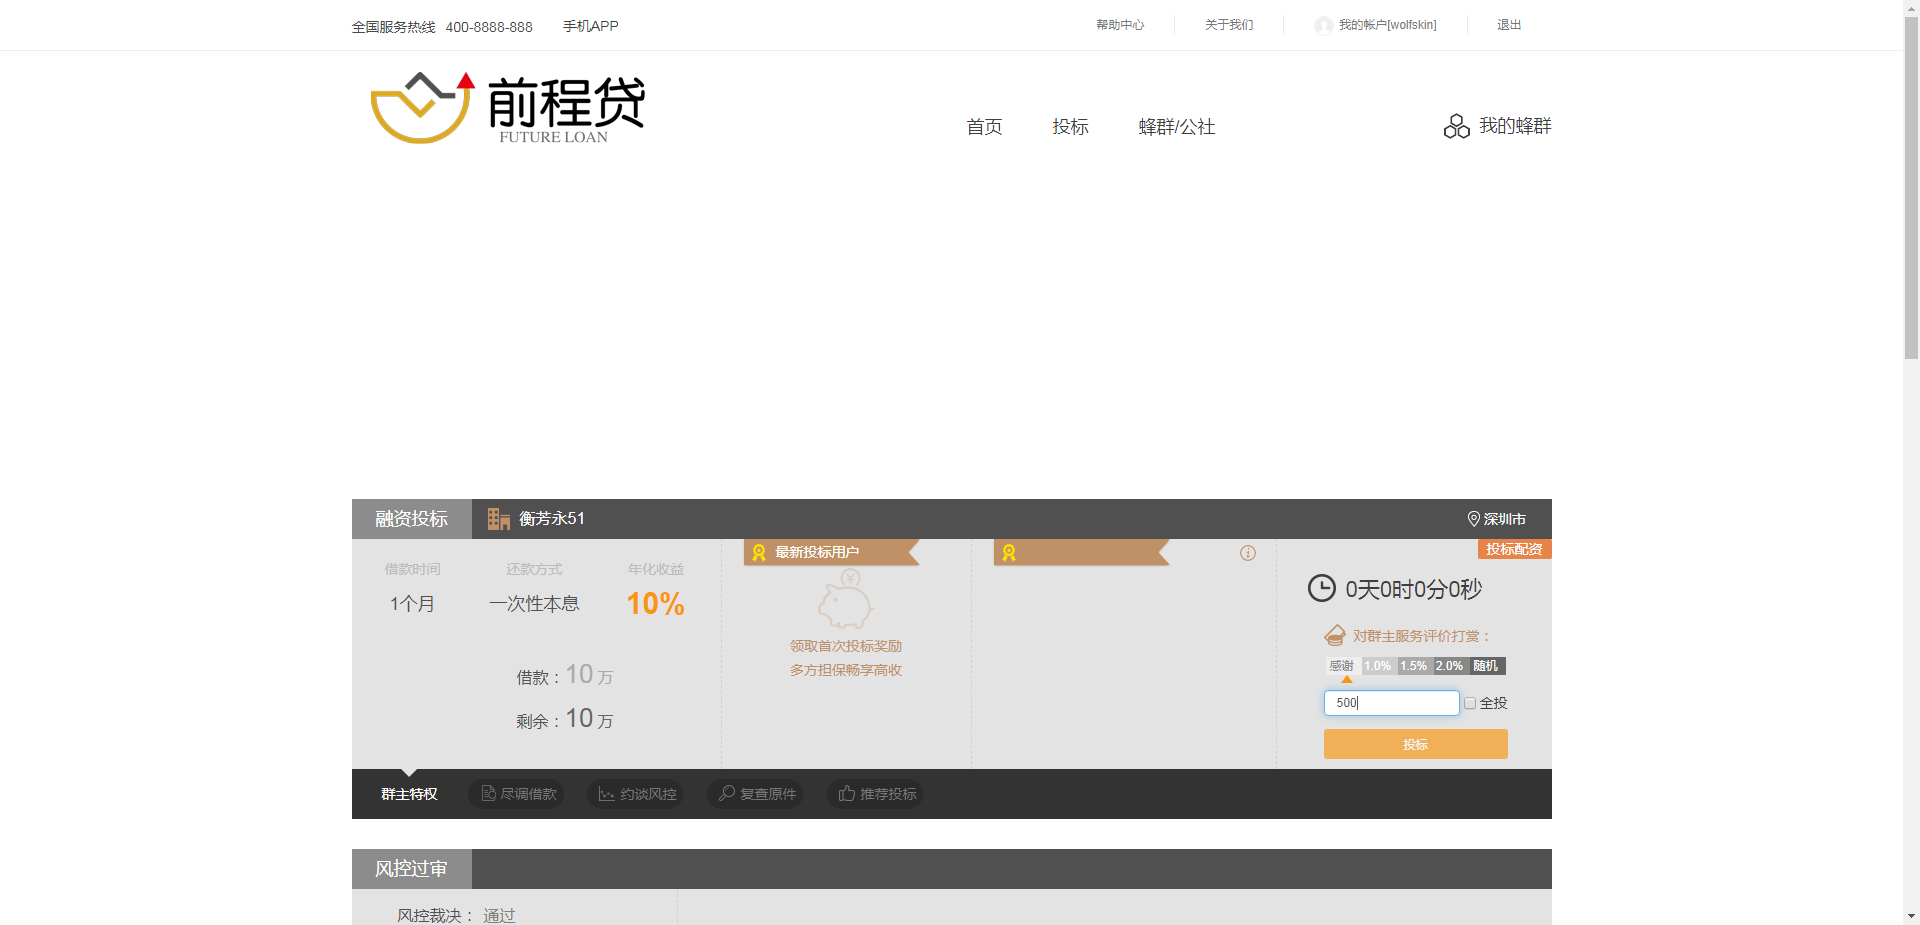 全国服务热线 400-8888-888 手机APP 帮助中心 关于我们 我的帐户[wolfskin] 退出
前程贷
FUTURE LOAN
首页 投标 蜂群/公社 我的蜂群
融资投标 衡芳永51 深圳市
借款时间 还款方式 年化收益
1个月 一次性本息 10%
借款：10 万
剩余：10 万
最新投标用户
领取首次投标奖励
多方担保畅享高收
投标配资
0天0时0分0秒
对群主服务评价打赏：
感谢 1.0% 1.5% 2.0% 随机
500 全投
投标
群主特权 尽调借款 约谈风控 复查原件 推荐投标
风控过审
风控裁决： 通过